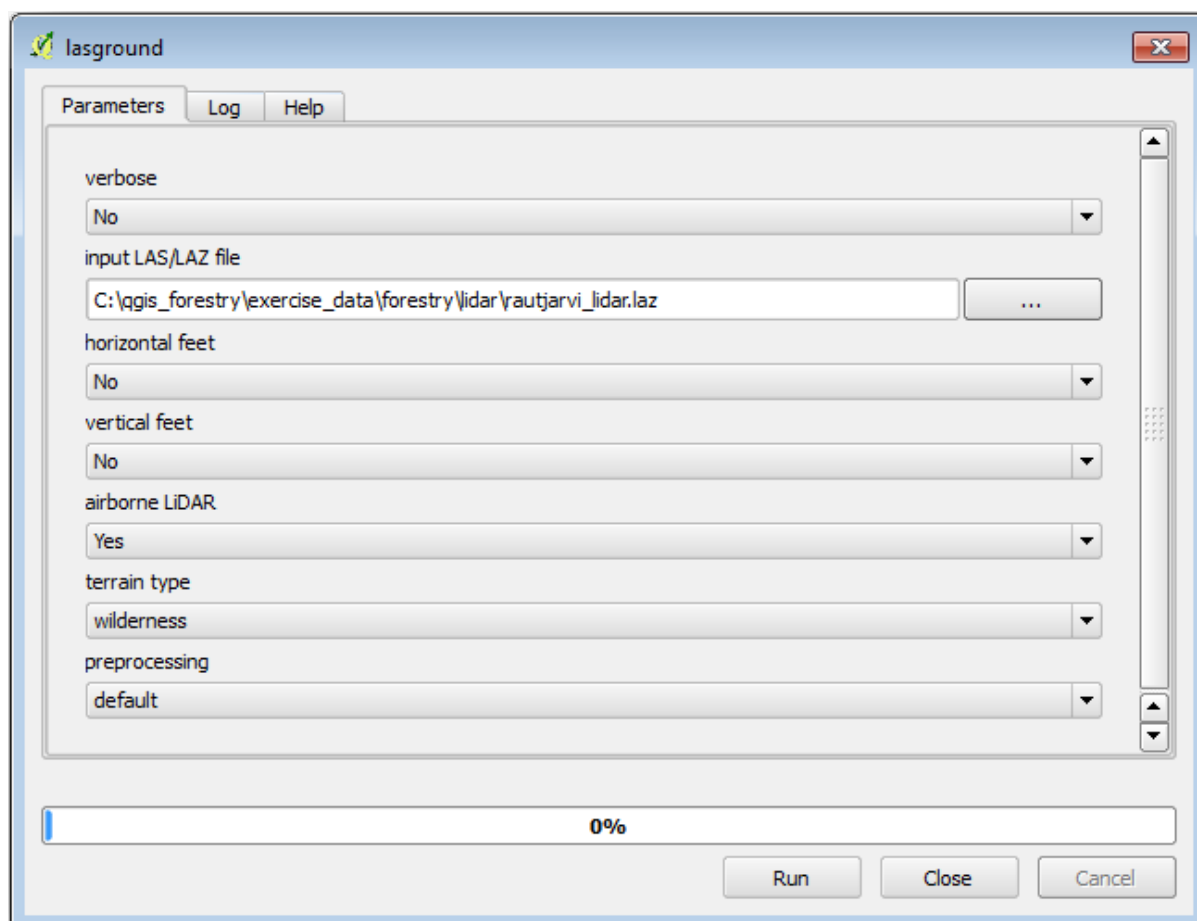 lasground
Parameters Log Help
verbose
No
input LAS/LAZ file
C:\qgis_forestry\exercise_data\forestry\lidar\rautjarvi_lidar.laz ...
horizontal feet
No
vertical feet
No
airborne LiDAR
Yes
terrain type
wilderness
preprocessing
default
0%
Run Close Cancel